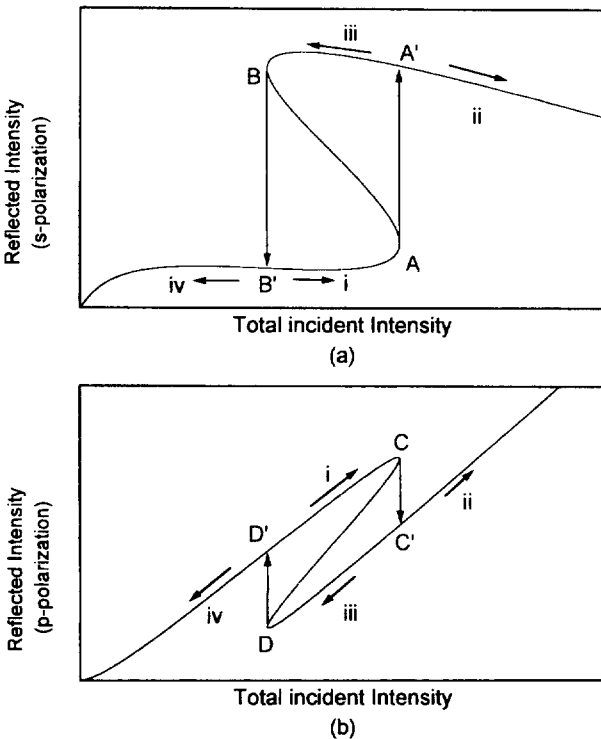 Reflected Intensity
(s-polarization)
iii
A'
B
ii
A
iv
B'
i
Total incident Intensity
(a)
Reflected Intensity
(p-polarization)
C
i
ii
D'
C'
iv
iii
D
Total incident Intensity
(b)